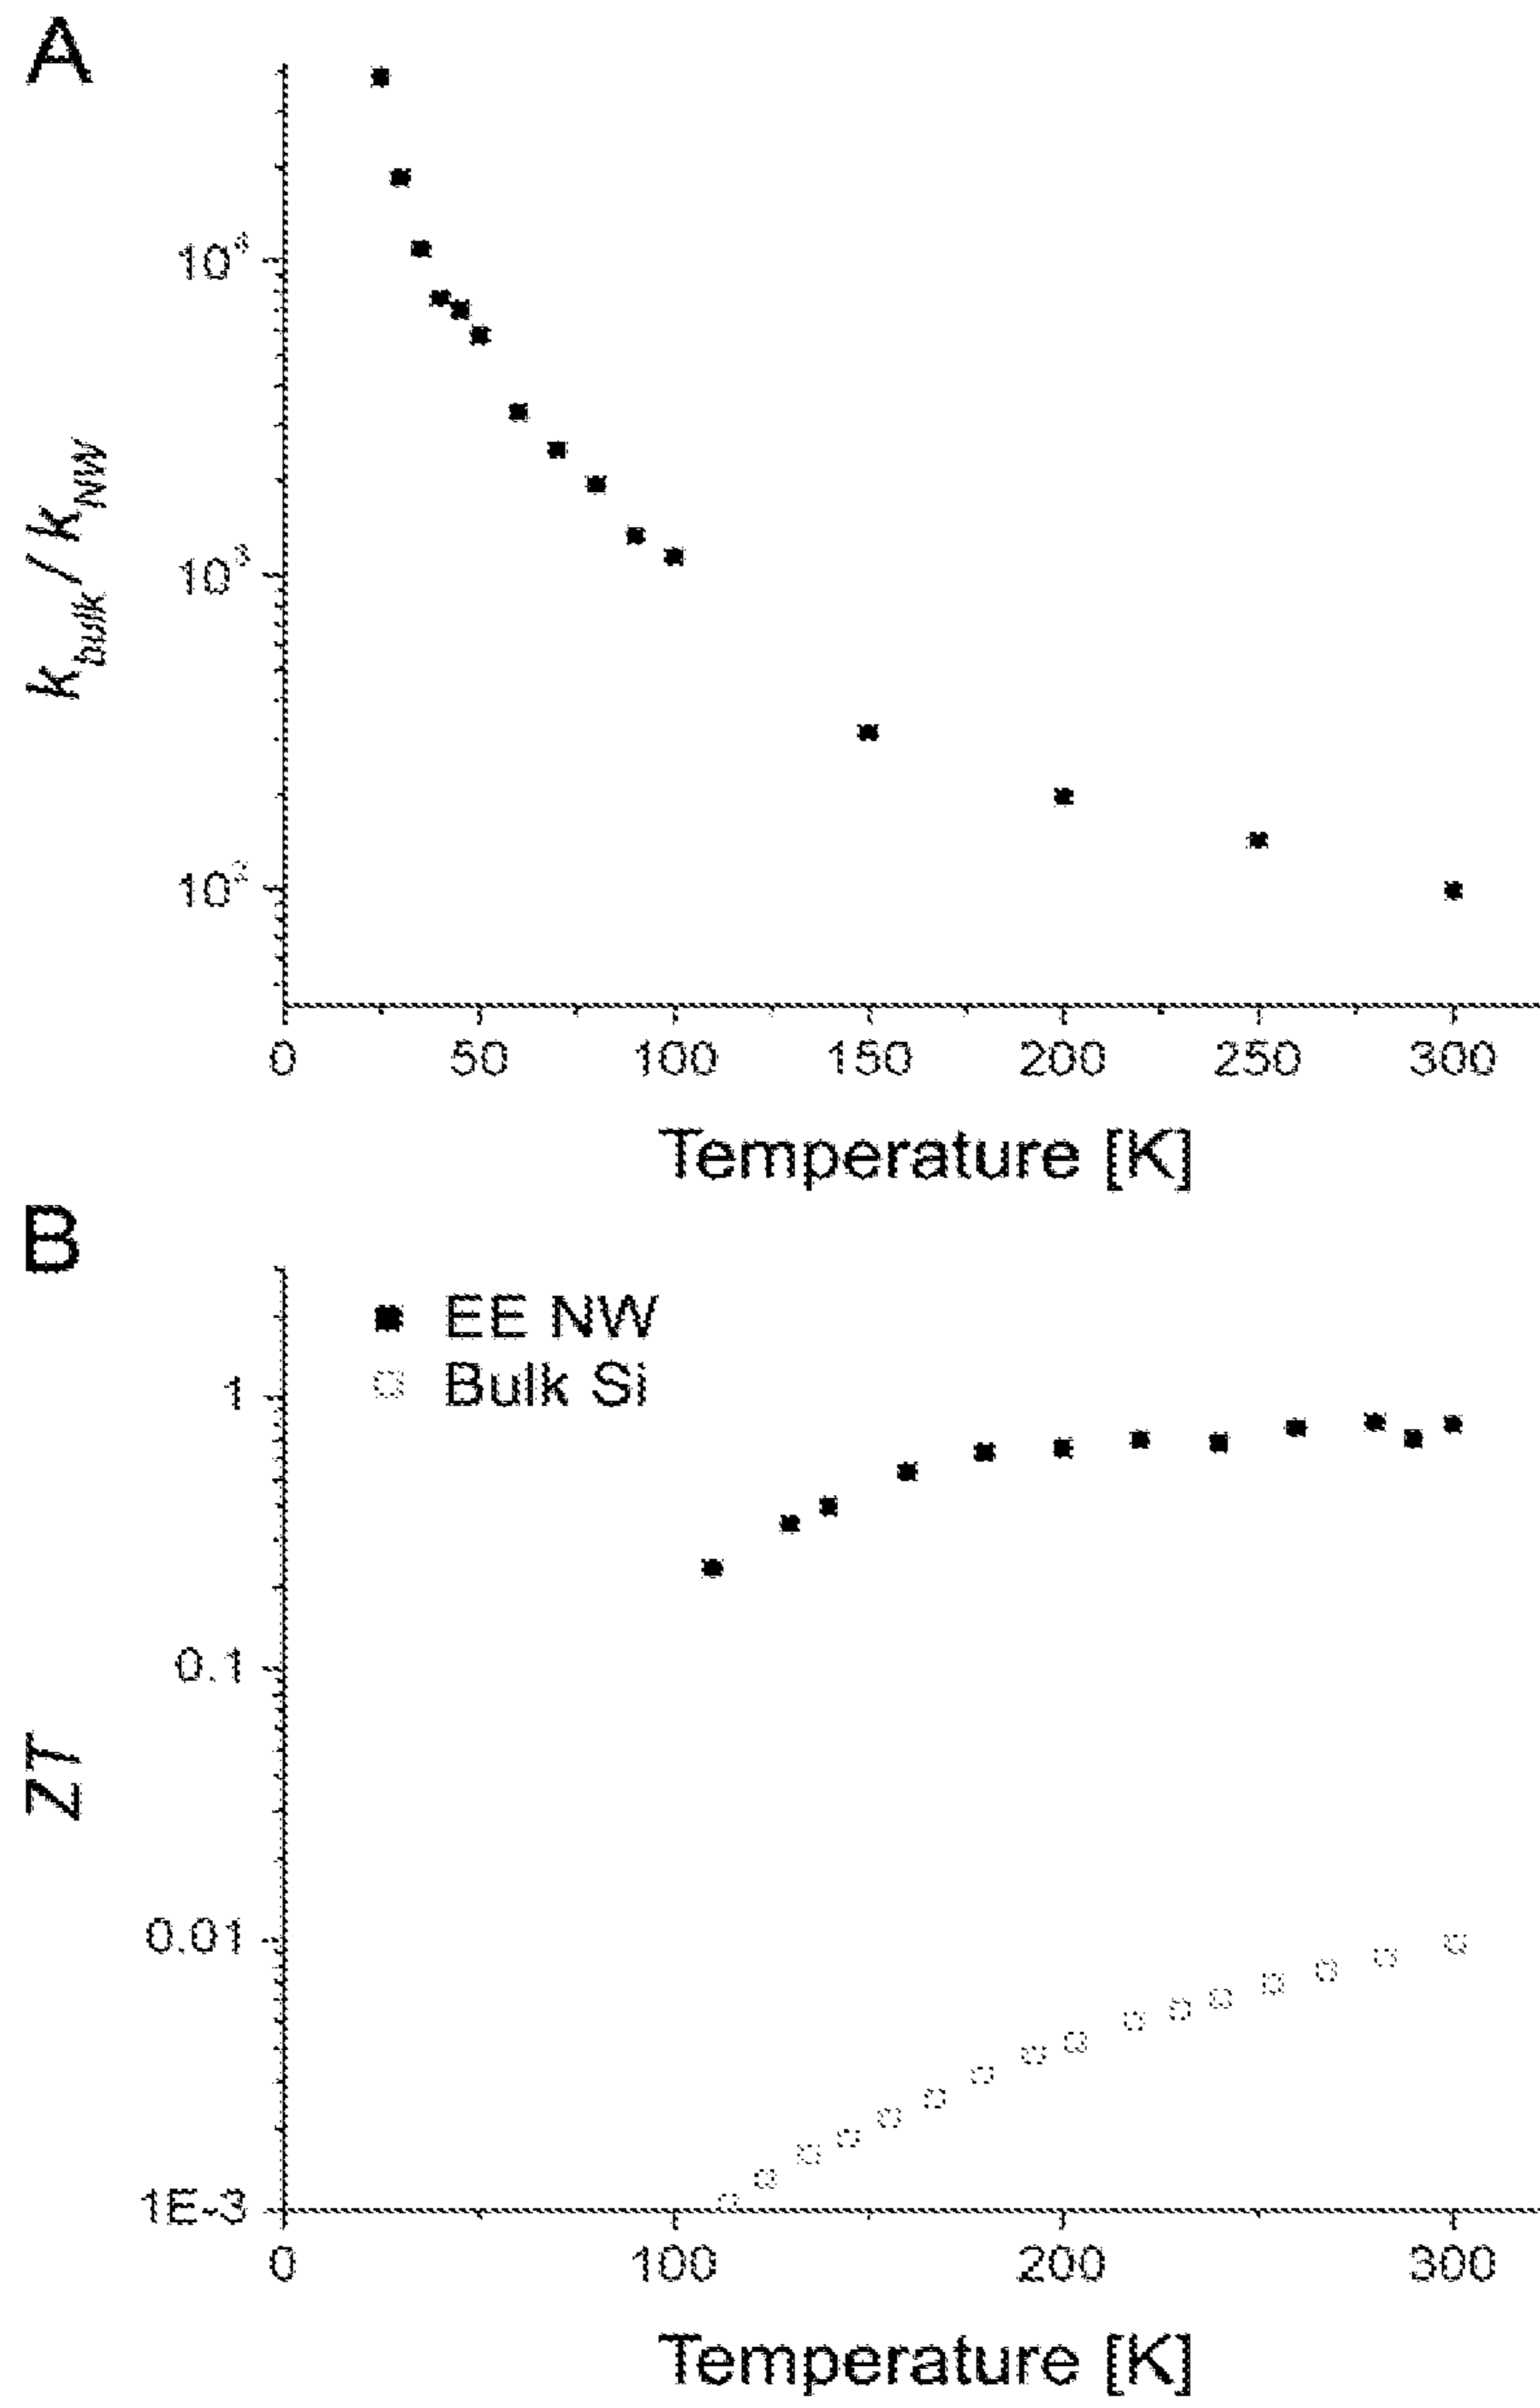 A
10⁴
10³
10²
k_bulk / k_NW
0 50 100 150 200 250 300
Temperature [K]
B
EE NW
Bulk Si
1
0.1
0.01
1E-3
ZT
0 100 200 300
Temperature [K]